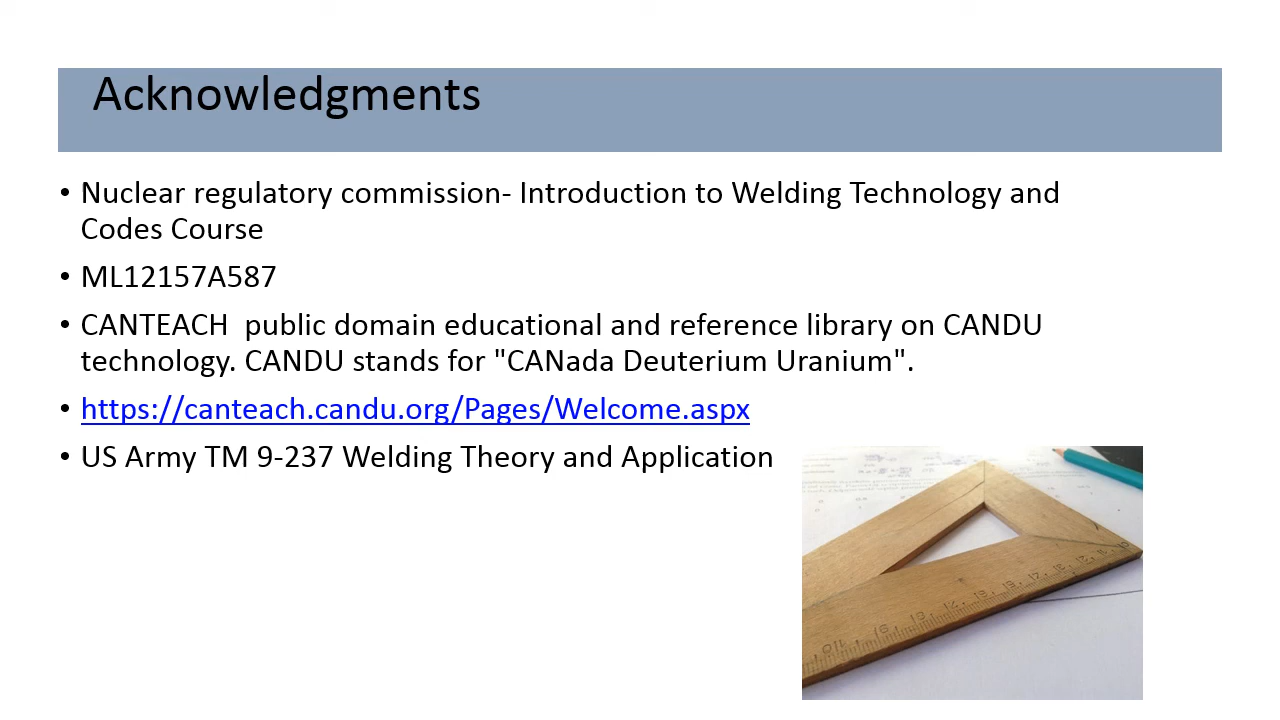 Acknowledgments
• Nuclear regulatory commission- Introduction to Welding Technology and
Codes Course
• ML12157A587
• CANTEACH  public domain educational and reference library on CANDU
technology. CANDU stands for "CANada Deuterium Uranium".
• https://canteach.candu.org/Pages/Welcome.aspx
• US Army TM 9-237 Welding Theory and Application